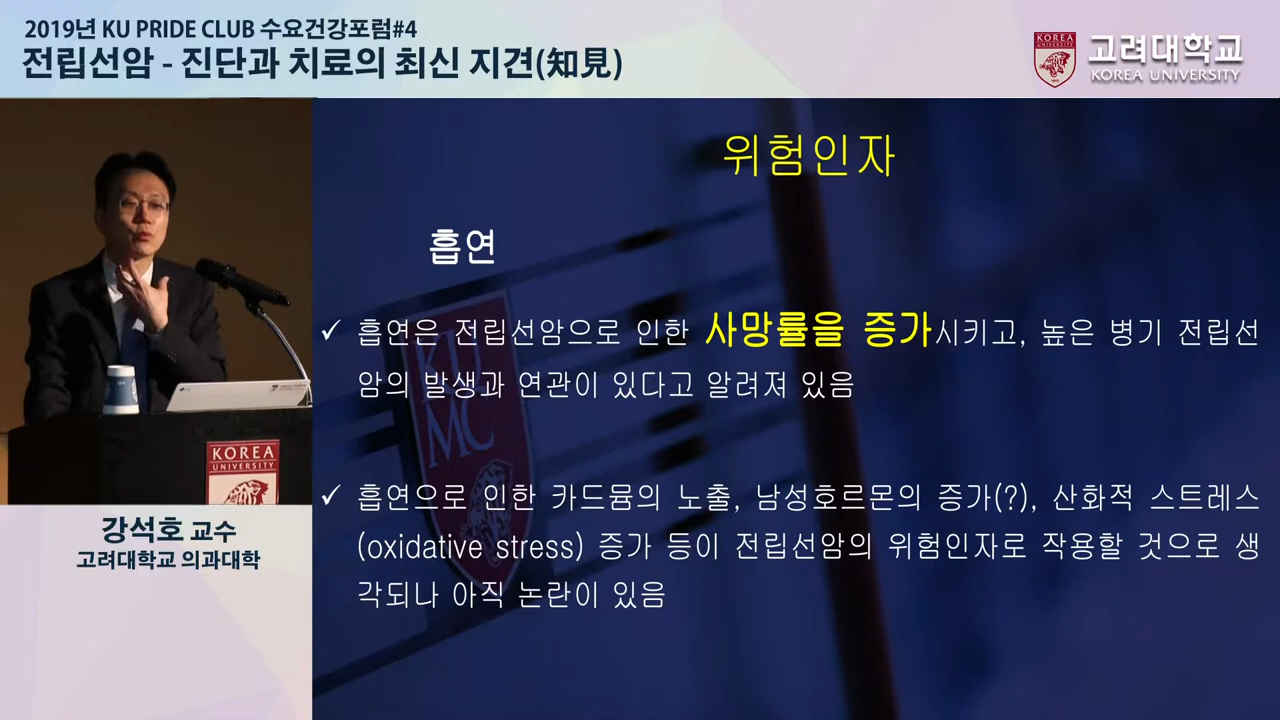 2019년 KU PRIDE CLUB 수요건강포럼#4
전립선암 - 진단과 치료의 최신 지견(知見)
KOREA
UNIVERSITY
고려대학교
KOREA UNIVERSITY
위험인자
흡연
✓ 흡연은 전립선암으로 인한 사망률을 증가시키고, 높은 병기 전립선
암의 발생과 연관이 있다고 알려져 있음
✓ 흡연으로 인한 카드뮴의 노출, 남성호르몬의 증가(?), 산화적 스트레스
(oxidative stress) 증가 등이 전립선암의 위험인자로 작용할 것으로 생
각되나 아직 논란이 있음
KU
MC
KOREA
UNIVERSITY
강석호 교수
고려대학교 의과대학